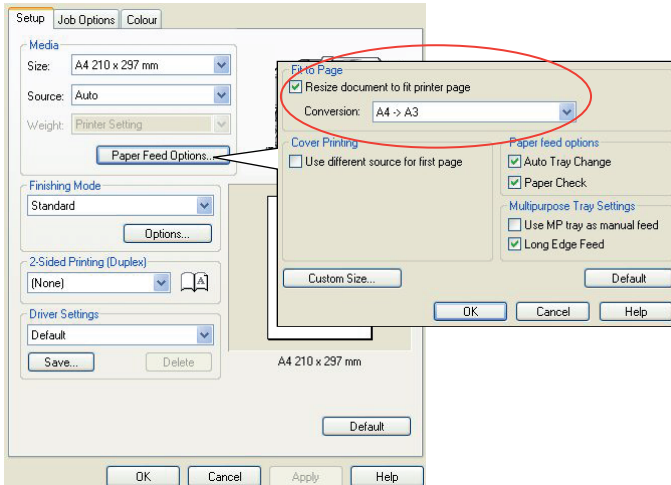 Setup
Job Options
Colour
Media
Size: A4 210 x 297 mm
Source: Auto
Weight: Printer Setting
Paper Feed Options...
Finishing Mode
Standard
Options...
2-Sided Printing (Duplex)
(None)
A
Driver Settings
Default
Save...
Delete
A4 210 x 297 mm
Default
OK
Cancel
Apply
Help
Fit to Page
Resize document to fit printer page
Conversion: A4 -> A3
Cover Printing
Use different source for first page
Paper feed options
Auto Tray Change
Paper Check
Multipurpose Tray Settings
Use MP tray as manual feed
Long Edge Feed
Custom Size...
Default
OK
Cancel
Help